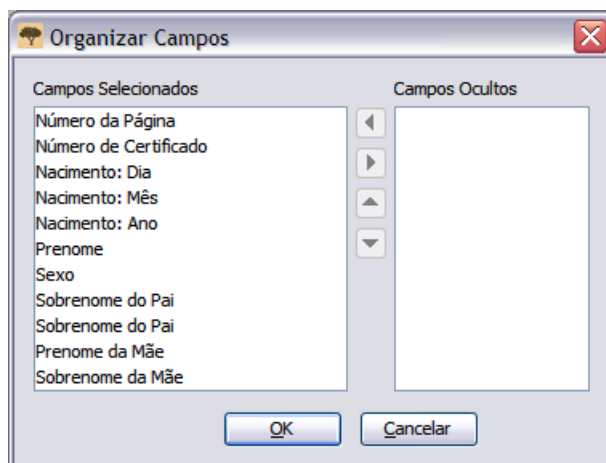 Organizar Campos
Campos Selecionados
Campos Ocultos
Número da Página
Número de Certificado
Nacimento: Dia
Nacimento: Mês
Nacimento: Ano
Prenome
Sexo
Sobrenome do Pai
Sobrenome do Pai
Prenome da Mãe
Sobrenome da Mãe
OK
Cancelar